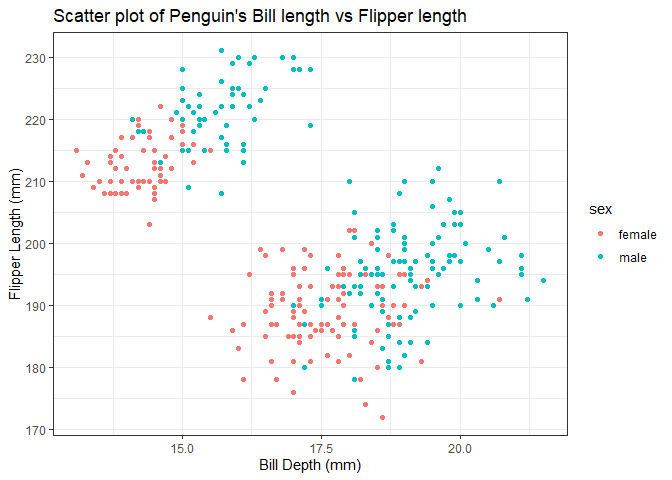 Scatter plot of Penguin's Bill length vs Flipper length
230
220
210
200
190
180
170
Flipper Length (mm)
15.0 17.5 20.0
Bill Depth (mm)
sex
female
male